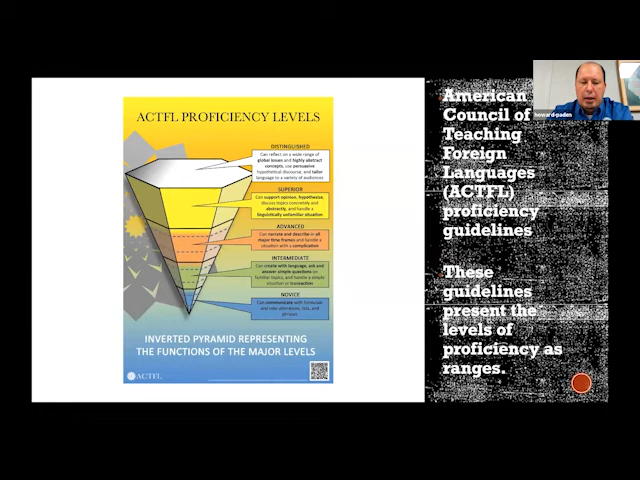 ACTFL PROFICIENCY LEVELS
DISTINGUISHED
Can reflect on a wide range of
global issues and highly abstract
concepts, use persuasive
hypothetical discourse, and tailor
language to a variety of audiences
SUPERIOR
Can support opinion, hypothesize,
discuss topics concretely and
abstractly, and handle a
linguistically unfamiliar situation
ADVANCED
Can narrate and describe in all
major time frames and handle a
situation with a complication
INTERMEDIATE
Can create with language, ask and
answer simple questions on
familiar topics, and handle a simple
situation or transaction
NOVICE
Can communicate with formulaic
and rote utterances, lists, and
phrases
INVERTED PYRAMID REPRESENTING
THE FUNCTIONS OF THE MAJOR LEVELS
ACTFL
American
Council of
Teaching
Foreign
Languages
(ACTFL)
proficiency
guidelines
These
guidelines
present the
levels of
proficiency as
ranges.
howard-paden